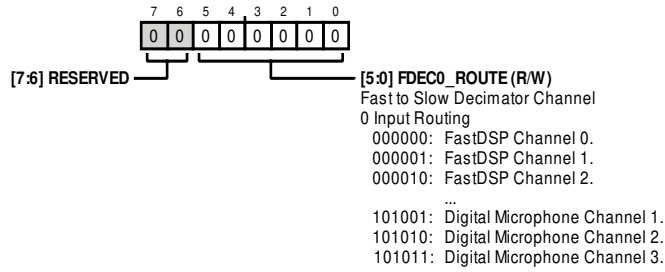 7 6 5 4 3 2 1 0
0 0 0 0 0 0 0 0
[7:6] RESERVED
[5:0] FDEC0_ROUTE (R/W)
Fast to Slow Decimator Channel
0 Input Routing
000000: FastDSP Channel 0.
000001: FastDSP Channel 1.
000010: FastDSP Channel 2.
...
101001: Digital Microphone Channel 1.
101010: Digital Microphone Channel 2.
101011: Digital Microphone Channel 3.